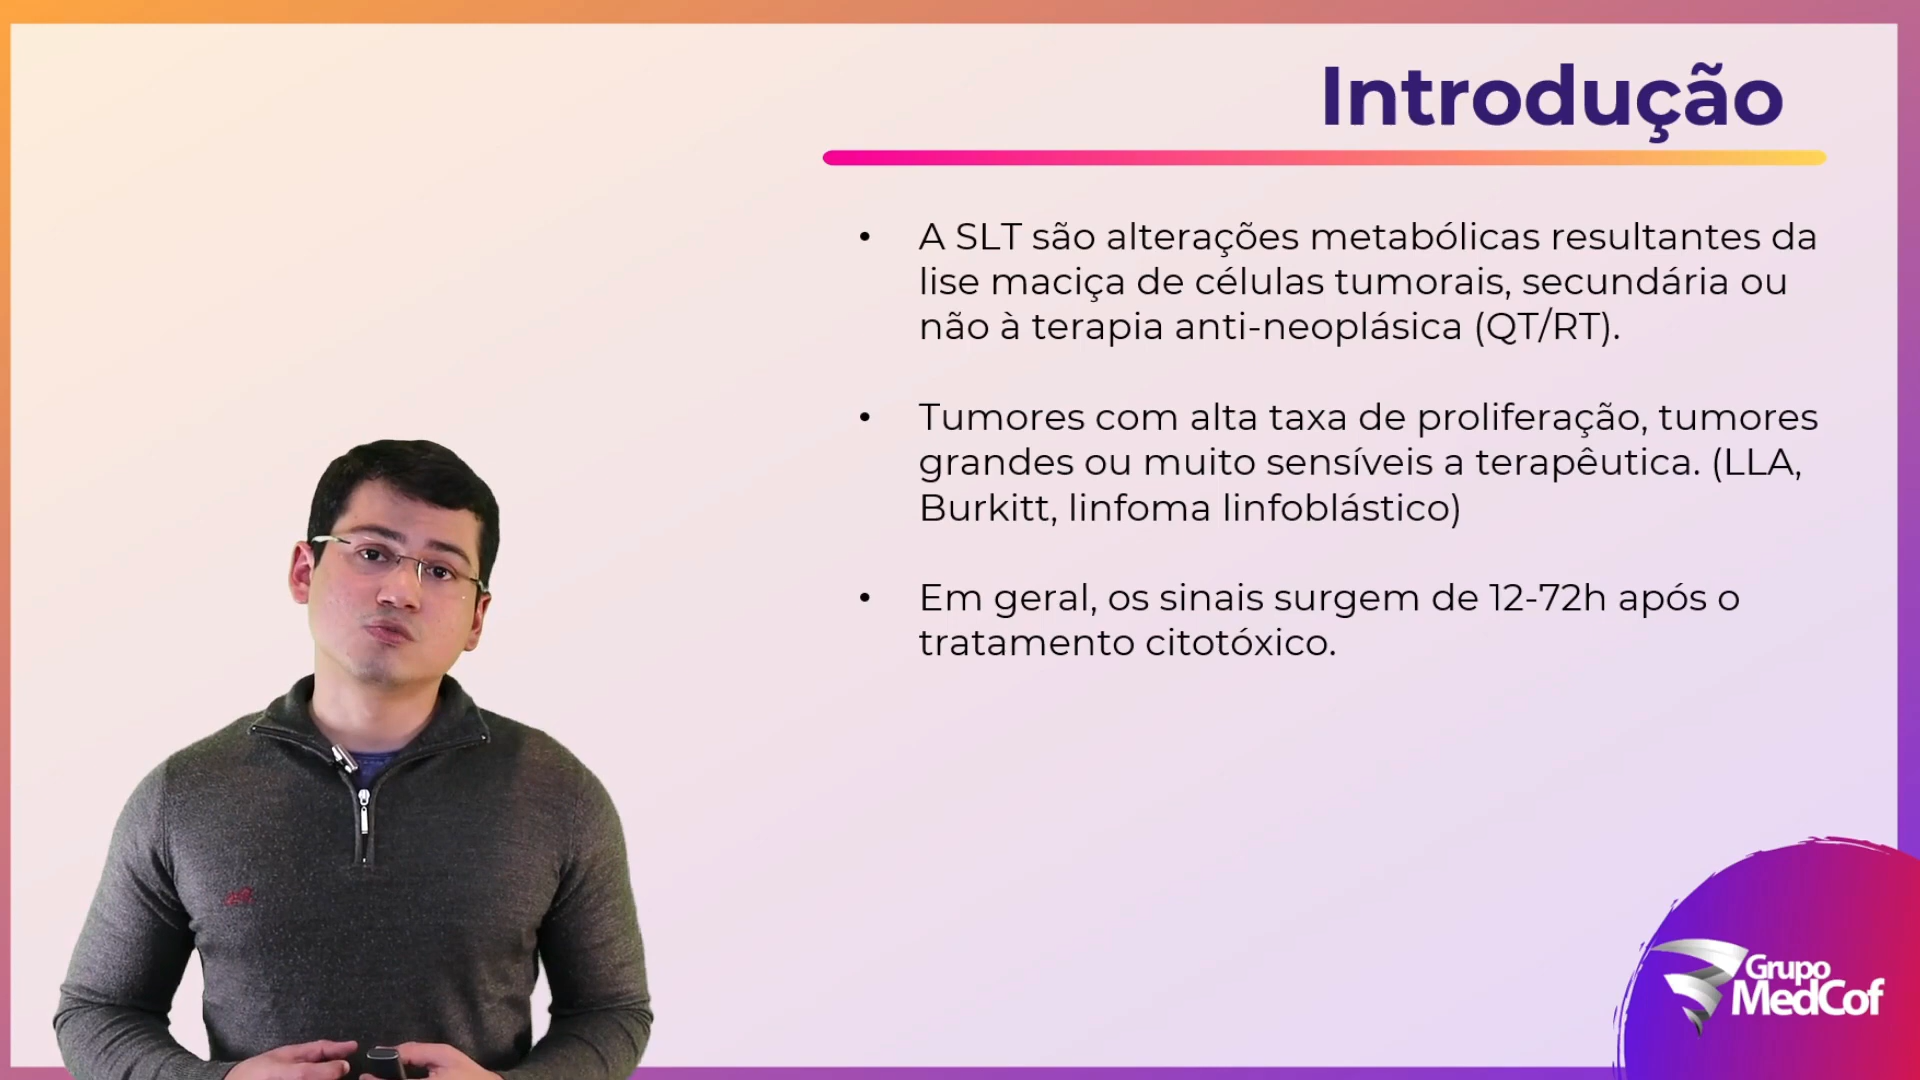 Introdução
• A SLT são alterações metabólicas resultantes da
lise maciça de células tumorais, secundária ou
não à terapia anti-neoplásica (QT/RT).
• Tumores com alta taxa de proliferação, tumores
grandes ou muito sensíveis a terapêutica. (LLA,
Burkitt, linfoma linfoblástico)
• Em geral, os sinais surgem de 12-72h após o
tratamento citotóxico.
Grupo
MedCof